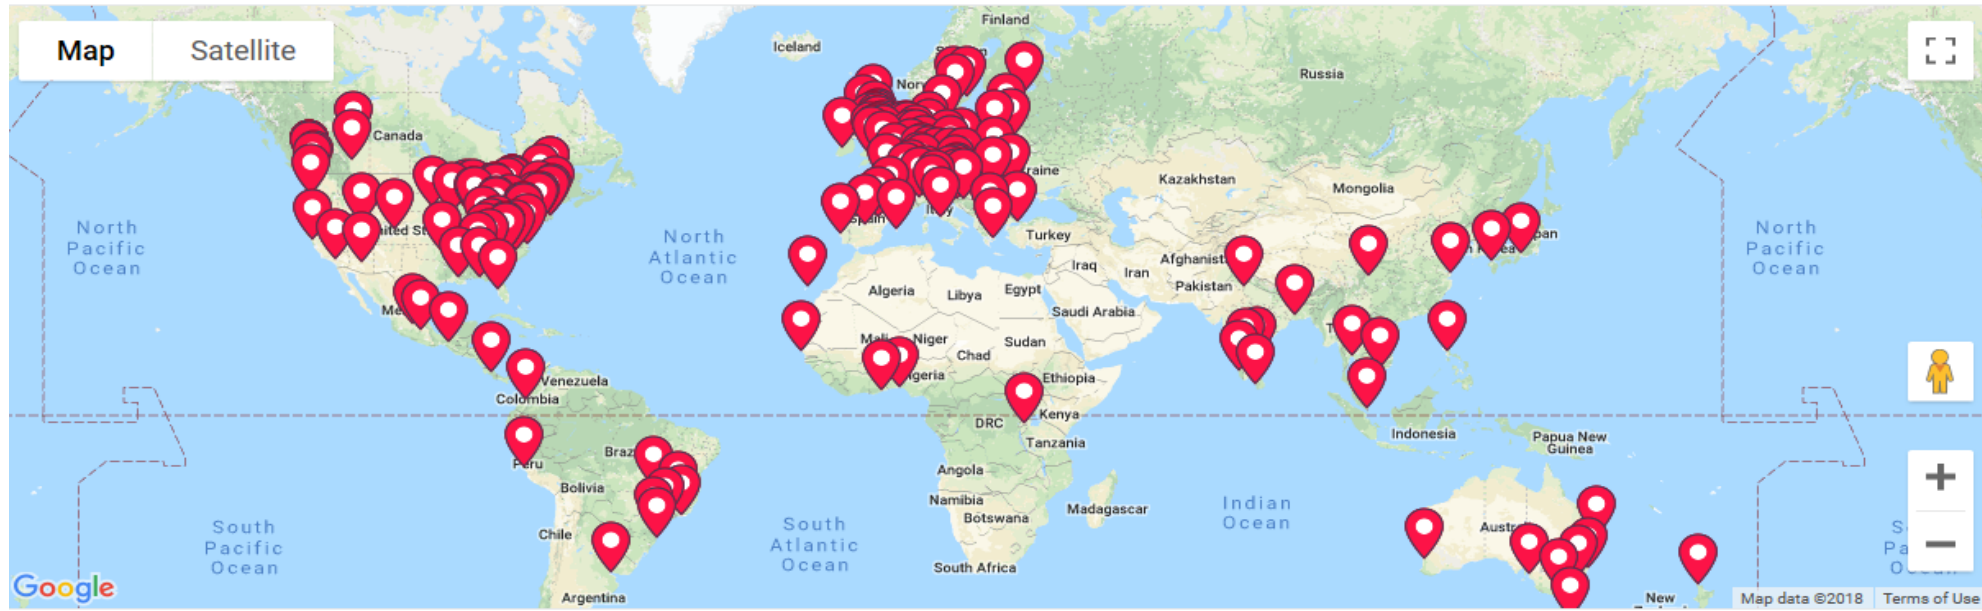 Map
Satellite
Finland
Iceland
Russia
Canada
Kazakhstan
Mongolia
North
Pacific
Ocean
North
Atlantic
Ocean
North
Pacific
Ocean
Turkey
Iraq
Iran
Pakistan
Algeria
Libya
Egypt
Saudi Arabia
Niger
Chad
Sudan
Ethiopia
Venezuela
Colombia
DRC
Kenya
Tanzania
Indonesia
Papua New
Guinea
Peru
Bolivia
Angola
Namibia
Botswana
Madagascar
Chile
South
Pacific
Ocean
South
Atlantic
Ocean
Indian
Ocean
South Africa
Argentina
New
Google
Map data ©2018
Terms of Use